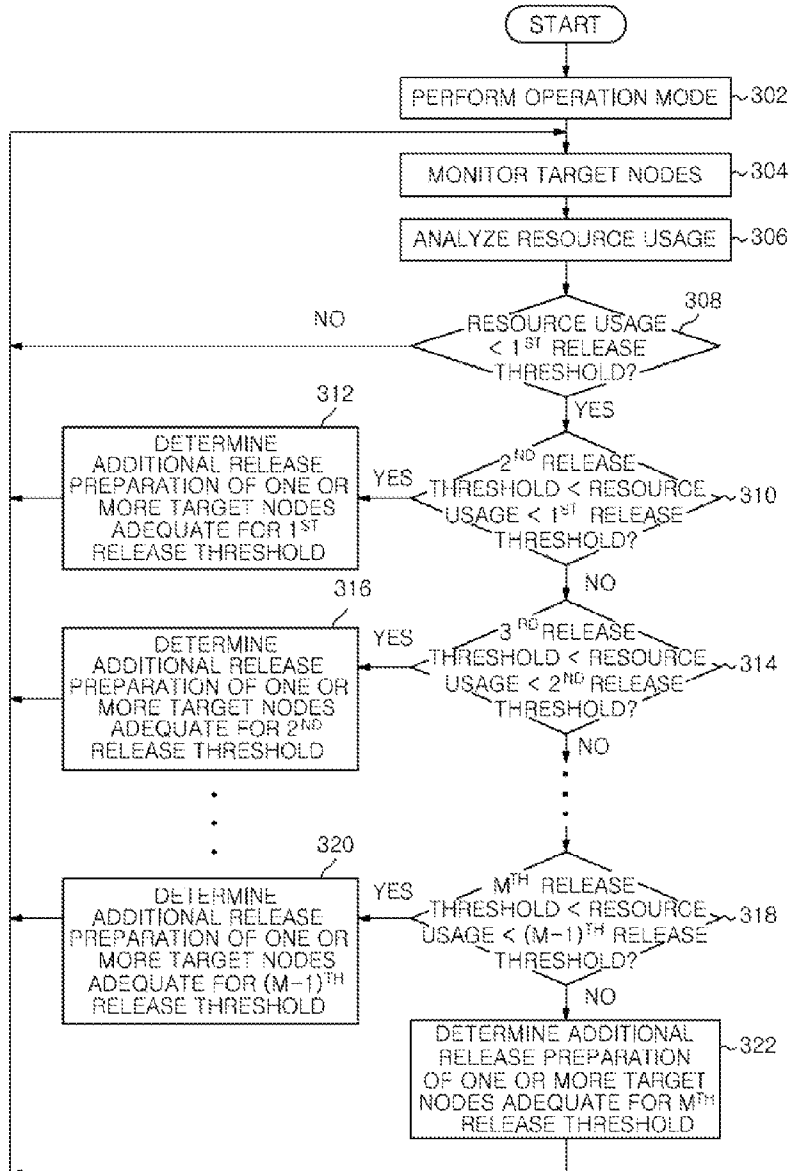 START
PERFORM OPERATION MODE
302
MONITOR TARGET NODES
304
ANALYZE RESOURCE USAGE
306
308
NO
RESOURCE USAGE
< 1ST RELEASE
THRESHOLD?
YES
312
DETERMINE
ADDITIONAL RELEASE
PREPARATION OF ONE OR
MORE TARGET NODES
ADEQUATE FOR 1ST
RELEASE THRESHOLD
YES
2ND RELEASE
THRESHOLD < RESOURCE
USAGE < 1ST RELEASE
THRESHOLD?
310
NO
316
DETERMINE
ADDITIONAL RELEASE
PREPARATION OF ONE OR
MORE TARGET NODES
ADEQUATE FOR 2ND
RELEASE THRESHOLD
YES
3RD RELEASE
THRESHOLD < RESOURCE
USAGE < 2ND RELEASE
THRESHOLD?
314
NO
320
DETERMINE
ADDITIONAL RELEASE
PREPARATION OF ONE OR
MORE TARGET NODES
ADEQUATE FOR (M-1)TH
RELEASE THRESHOLD
YES
MTH RELEASE
THRESHOLD < RESOURCE
USAGE < (M-1)TH RELEASE
THRESHOLD?
318
NO
DETERMINE ADDITIONAL
RELEASE PREPARATION
OF ONE OR MORE TARGET
NODES ADEQUATE FOR MTH
RELEASE THRESHOLD
322